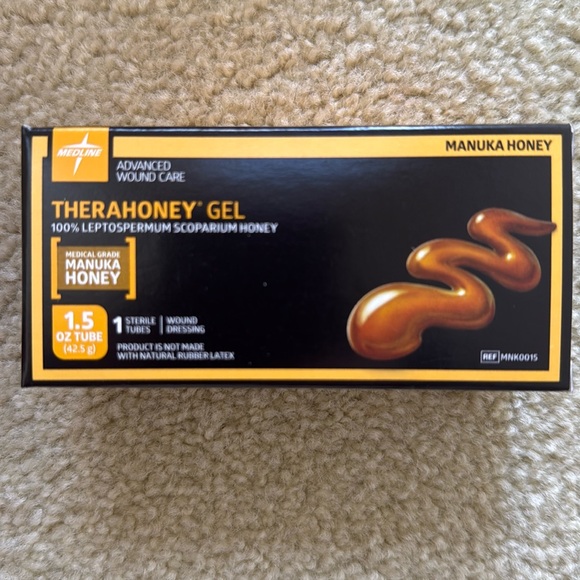 MANUKA HONEY
MEDLINE
ADVANCED
WOUND CARE
THERAHONEY® GEL
100% LEPTOSPERMUM SCOPARIUM HONEY
MEDICAL GRADE
MANUKA
HONEY
1.5
OZ TUBE
(42.5 g)
1 STERILE TUBES | WOUND DRESSING
PRODUCT IS NOT MADE
WITH NATURAL RUBBER LATEX
REF MNK0015